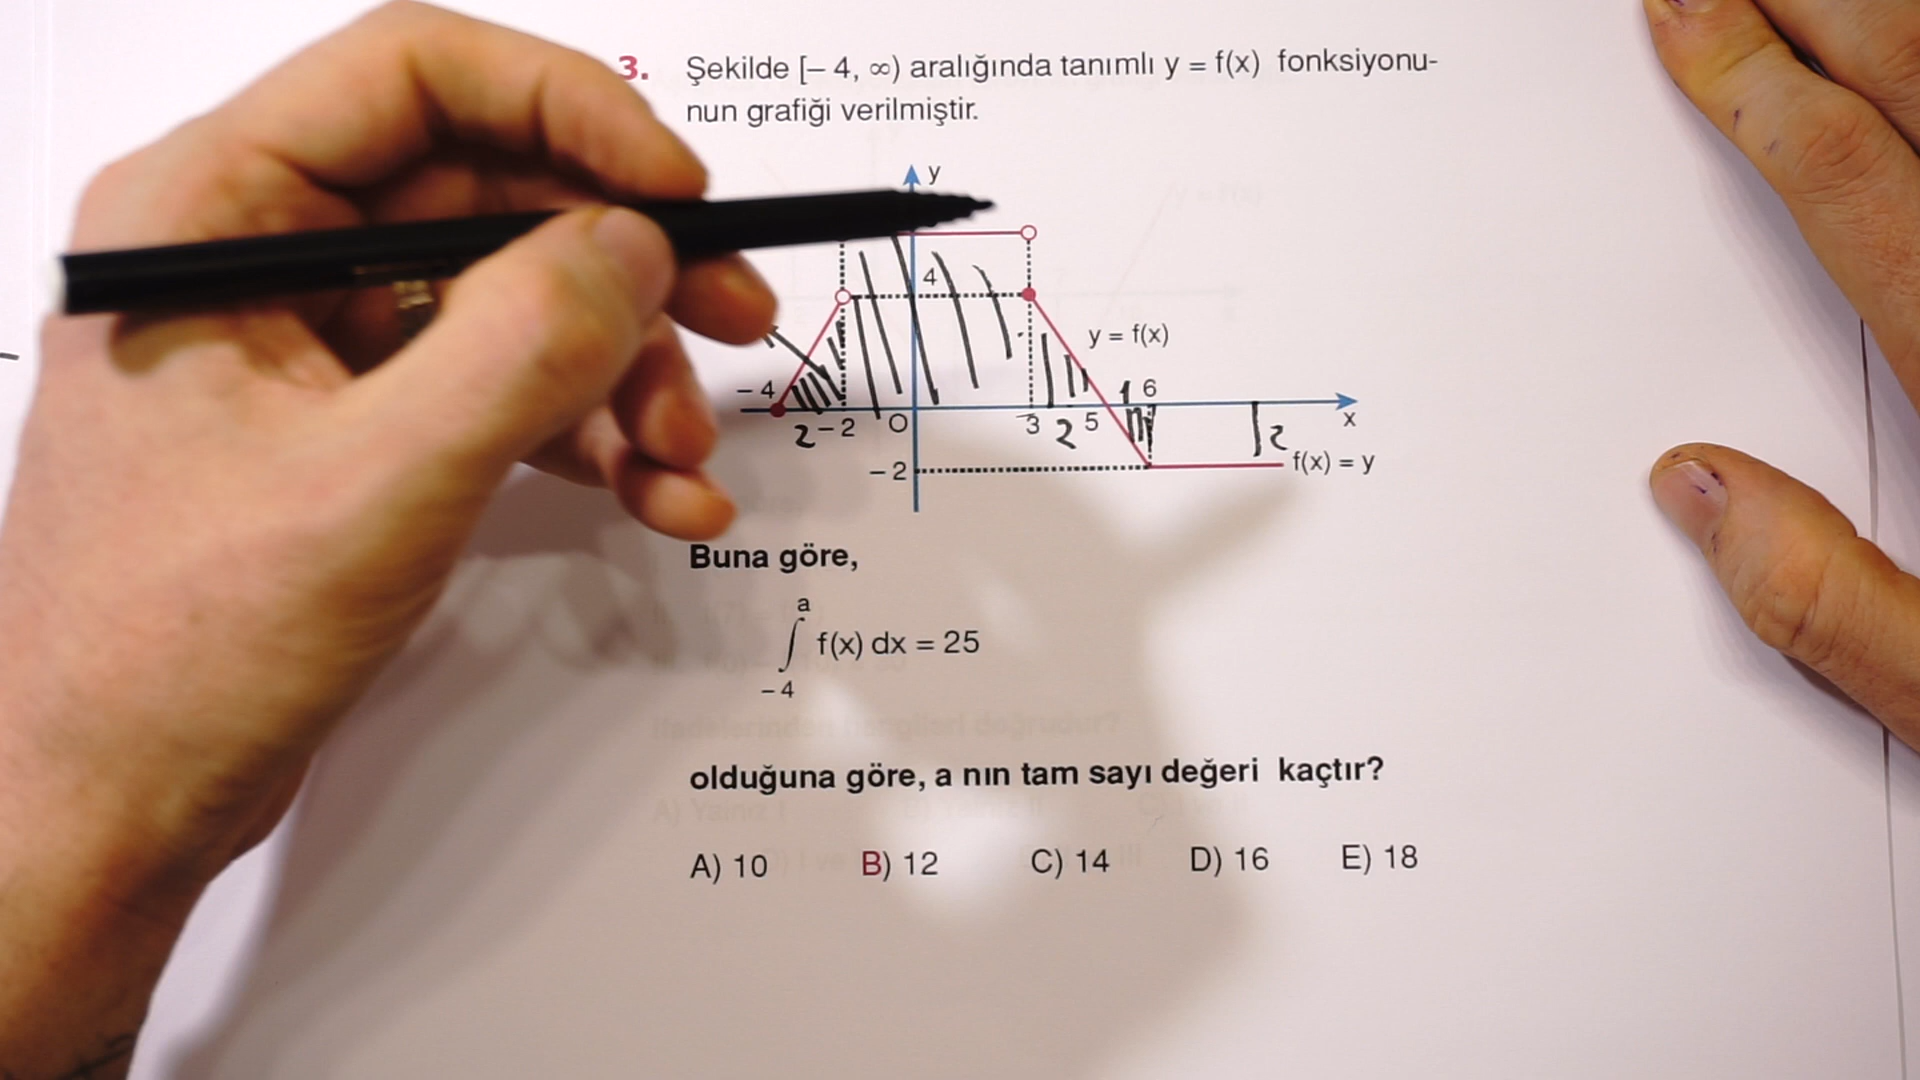 3. Şekilde [– 4, ∞) aralığında tanımlı y = f(x) fonksiyonu-
nun grafiği verilmiştir.
y
4
y = f(x)
– 4
1 6
2 – 2 O 3 2 5 x
2
– 2
f(x) = y
Buna göre,
a
∫ f(x) dx = 25
– 4
olduğuna göre, a nın tam sayı değeri kaçtır?
A) 10 B) 12 C) 14 D) 16 E) 18